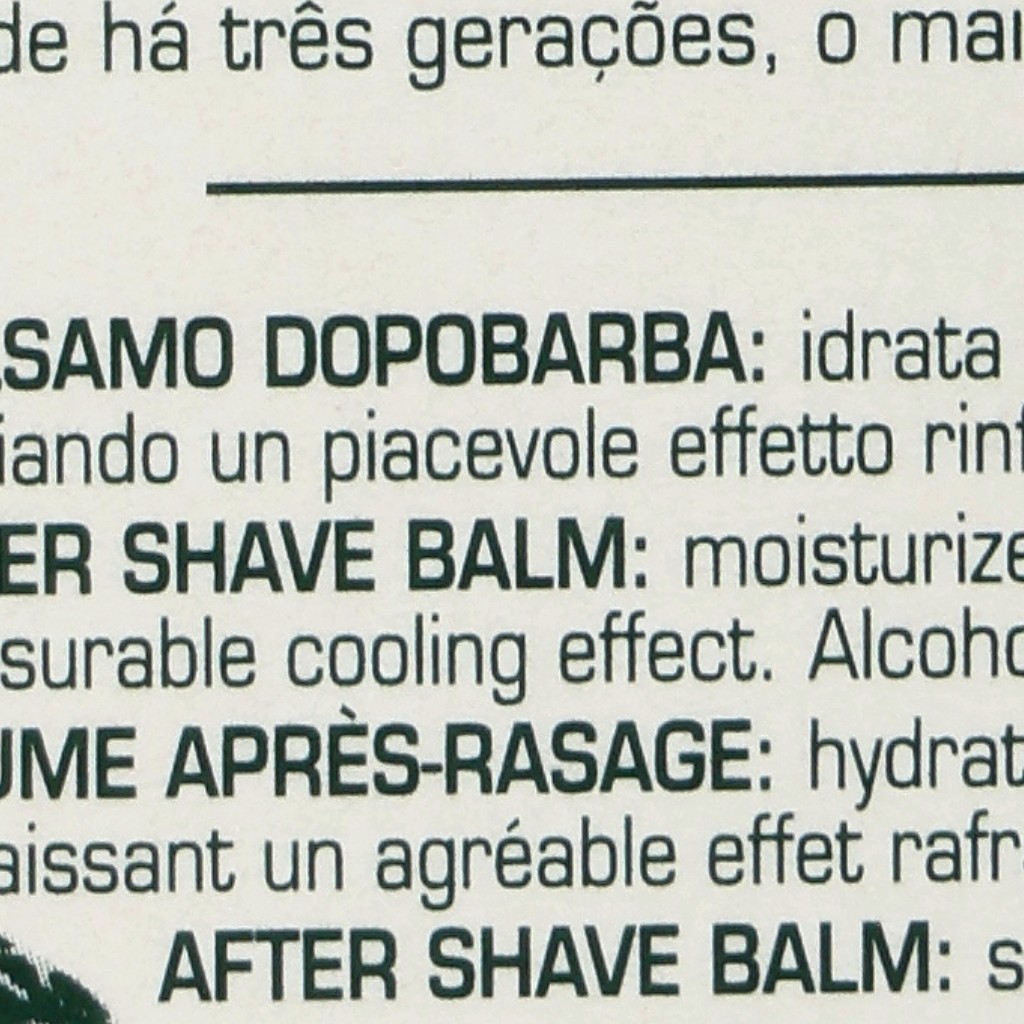 de há três gerações, o mai
LSAMO DOPOBARBA: idrata
iando un piacevole effetto rinf
ER SHAVE BALM: moisturize
surable cooling effect. Alcoho
UME APRÈS-RASAGE: hydrat
aissant un agréable effet rafr
AFTER SHAVE BALM: s